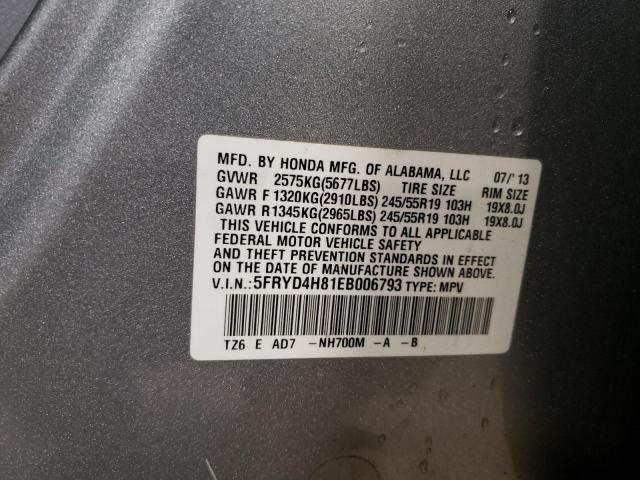 MFD. BY HONDA MFG. OF ALABAMA, LLC 07/'13
GVWR 2575KG(5677LBS) TIRE SIZE RIM SIZE
GAWR F 1320KG(2910LBS) 245/55R19 103H 19X8.0J
GAWR R 1345KG(2965LBS) 245/55R19 103H 19X8.0J
THIS VEHICLE CONFORMS TO ALL APPLICABLE
FEDERAL MOTOR VEHICLE SAFETY
AND THEFT PREVENTION STANDARDS IN EFFECT
ON THE DATE OF MANUFACTURE SHOWN ABOVE.
V.I.N.: 5FRYD4H81EB006793 TYPE: MPV
TZ6 E AD7 -NH700M -A -B